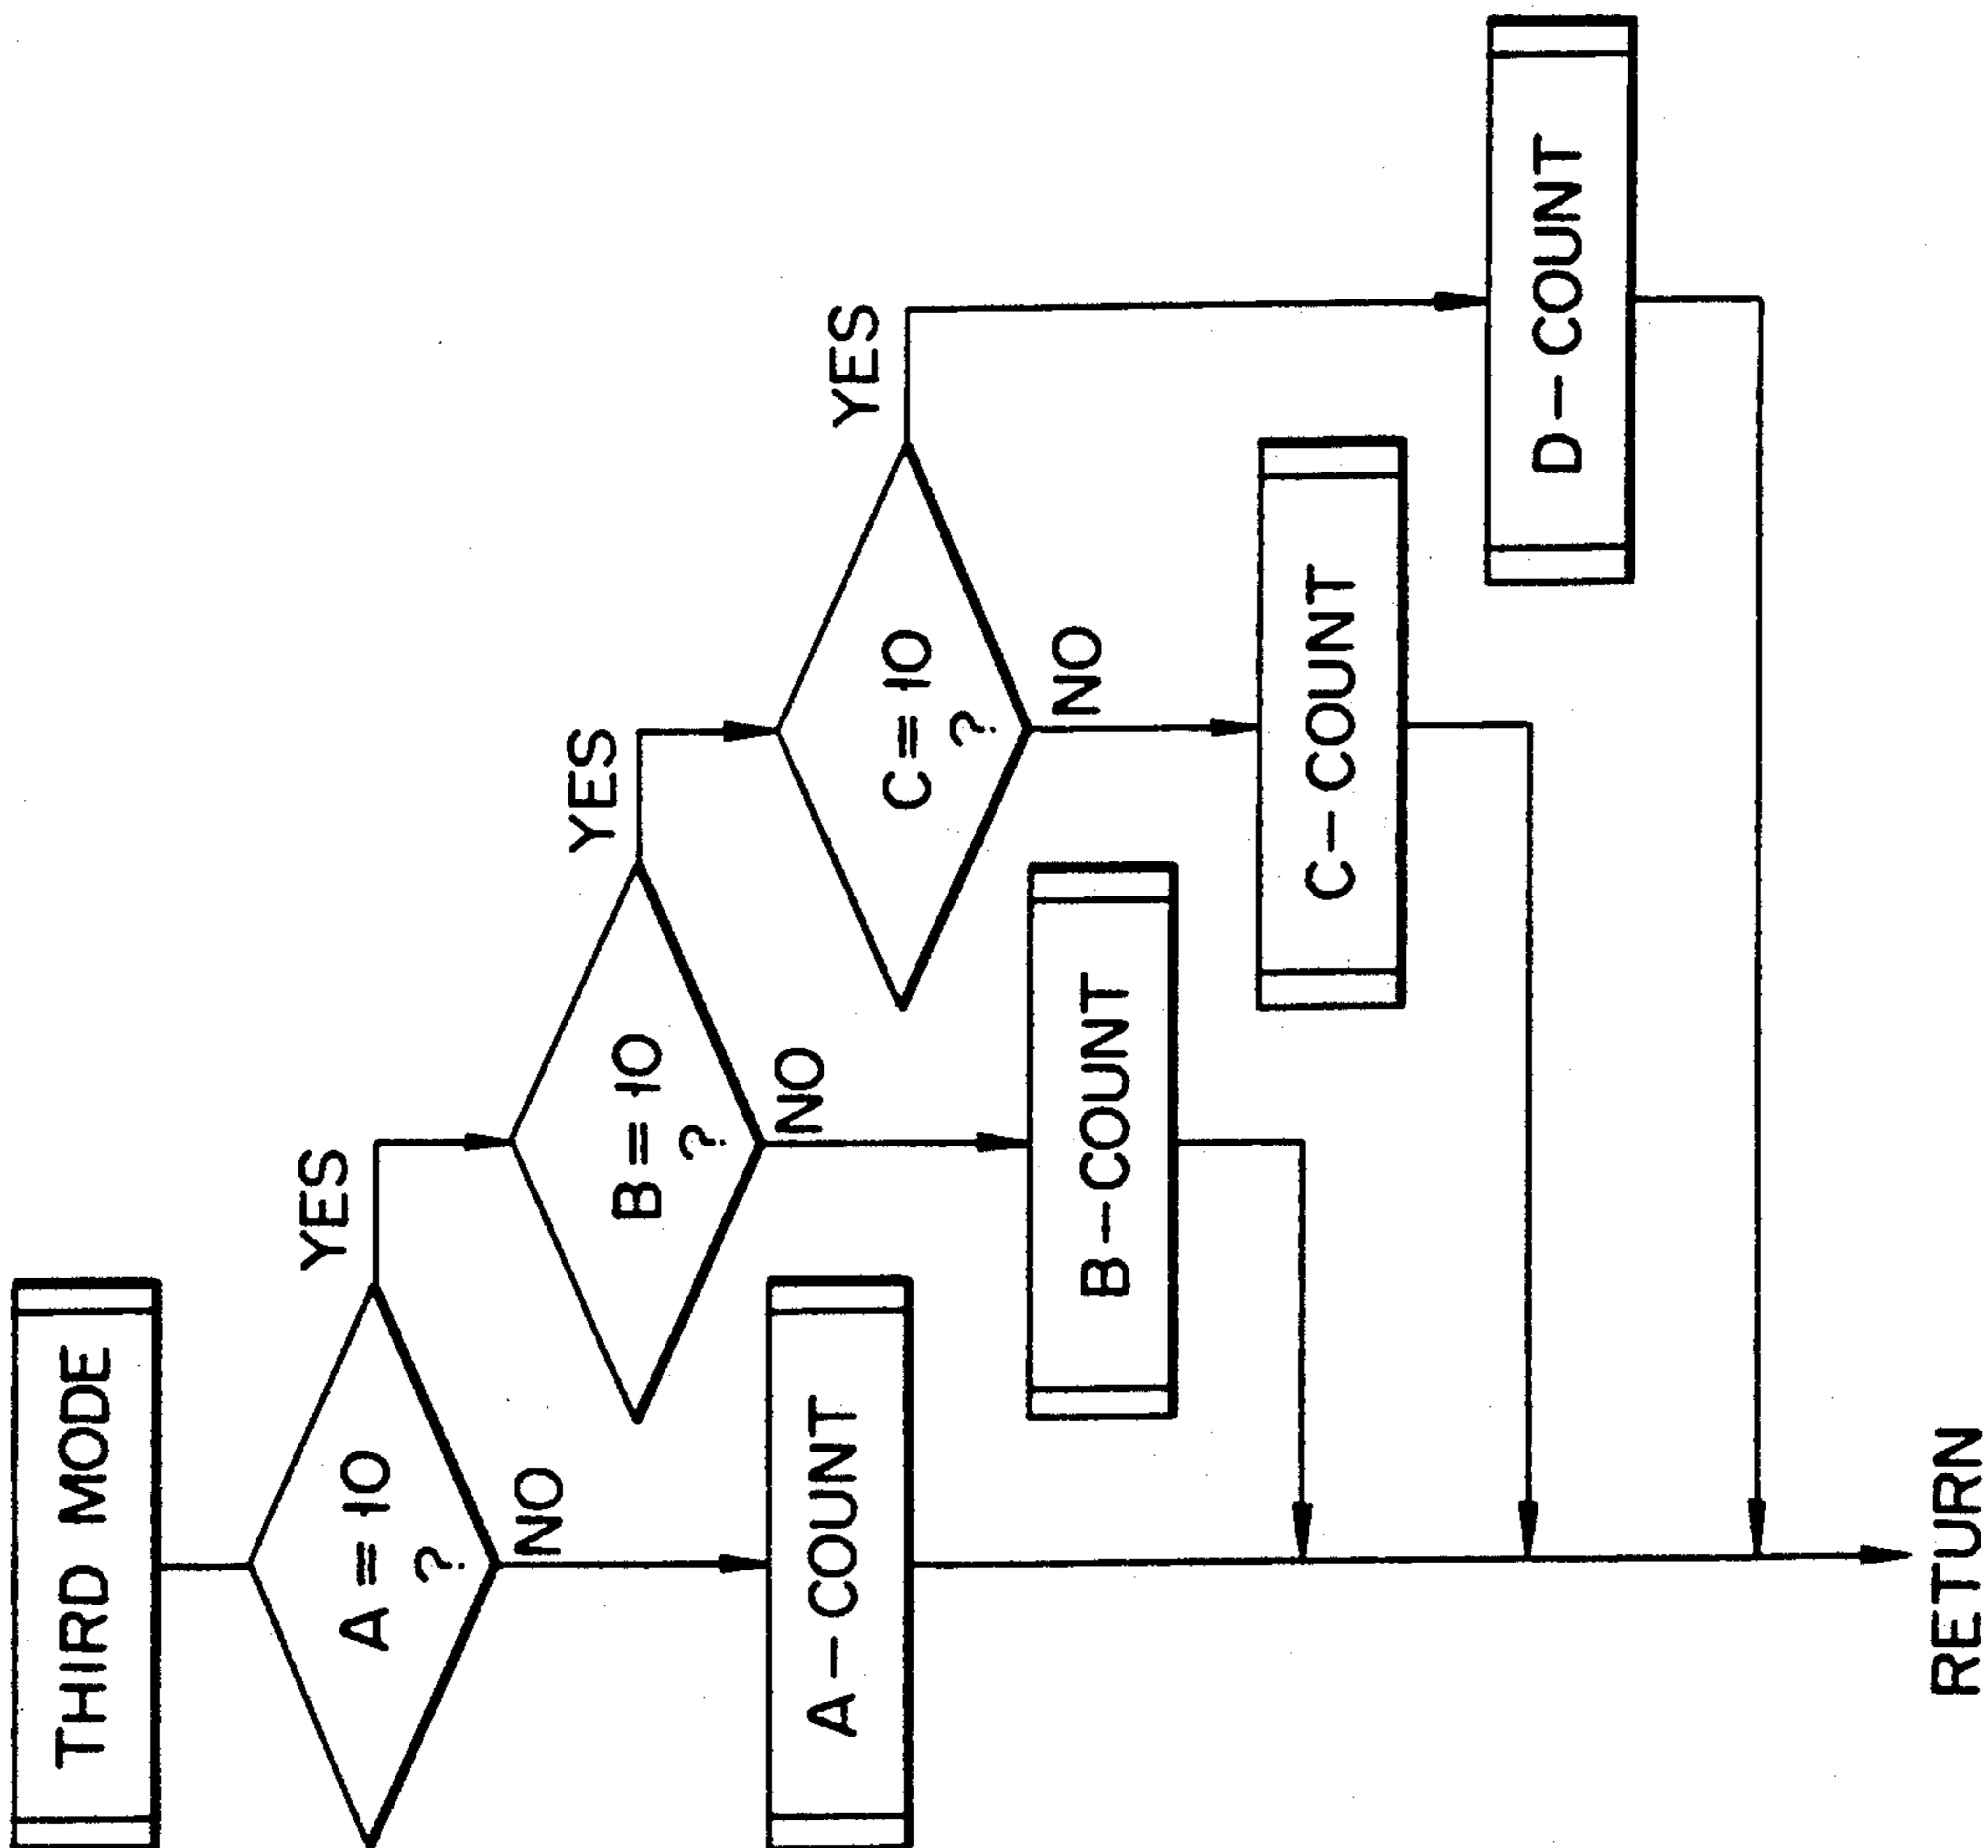 THIRD MODE
A=10
?
YES
NO
B=10
?
YES
NO
C=10
?
YES
NO
A-COUNT
B-COUNT
C-COUNT
D-COUNT
RETURN